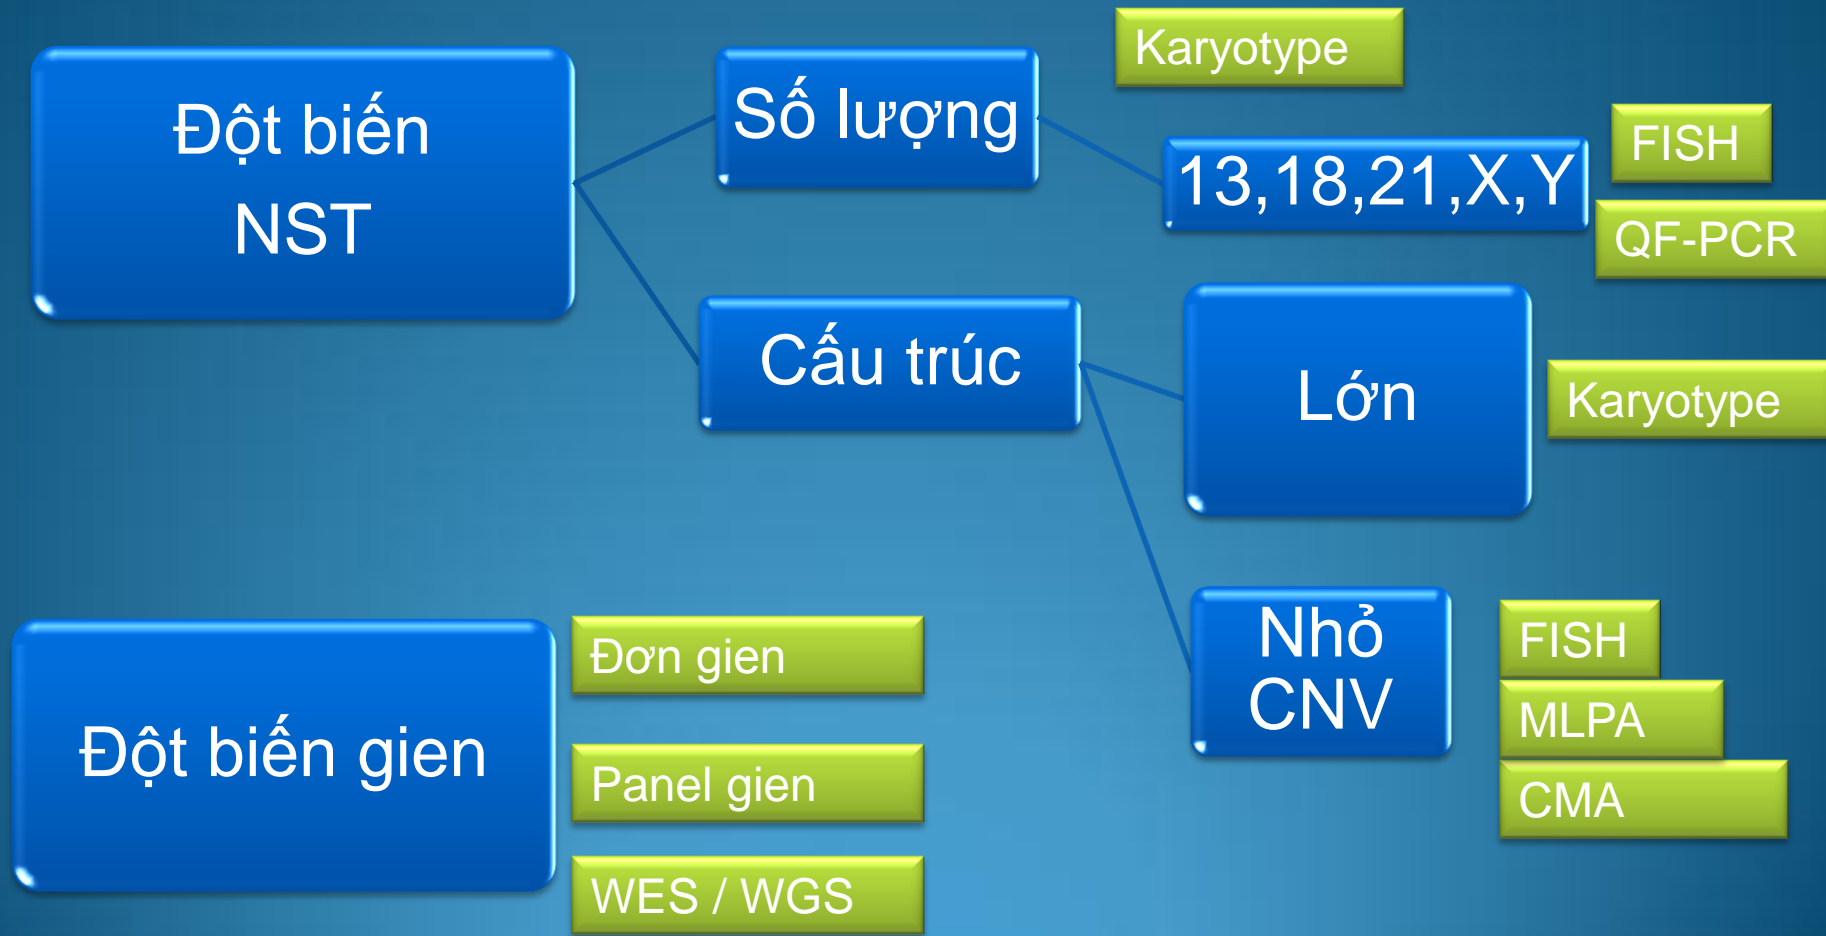 Đột biến
NST
Số lượng
Karyotype
13,18,21,X,Y
FISH
QF-PCR
Cấu trúc
Lớn
Karyotype
Nhỏ
CNV
FISH
MLPA
CMA
Đột biến gien
Đơn gien
Panel gien
WES / WGS